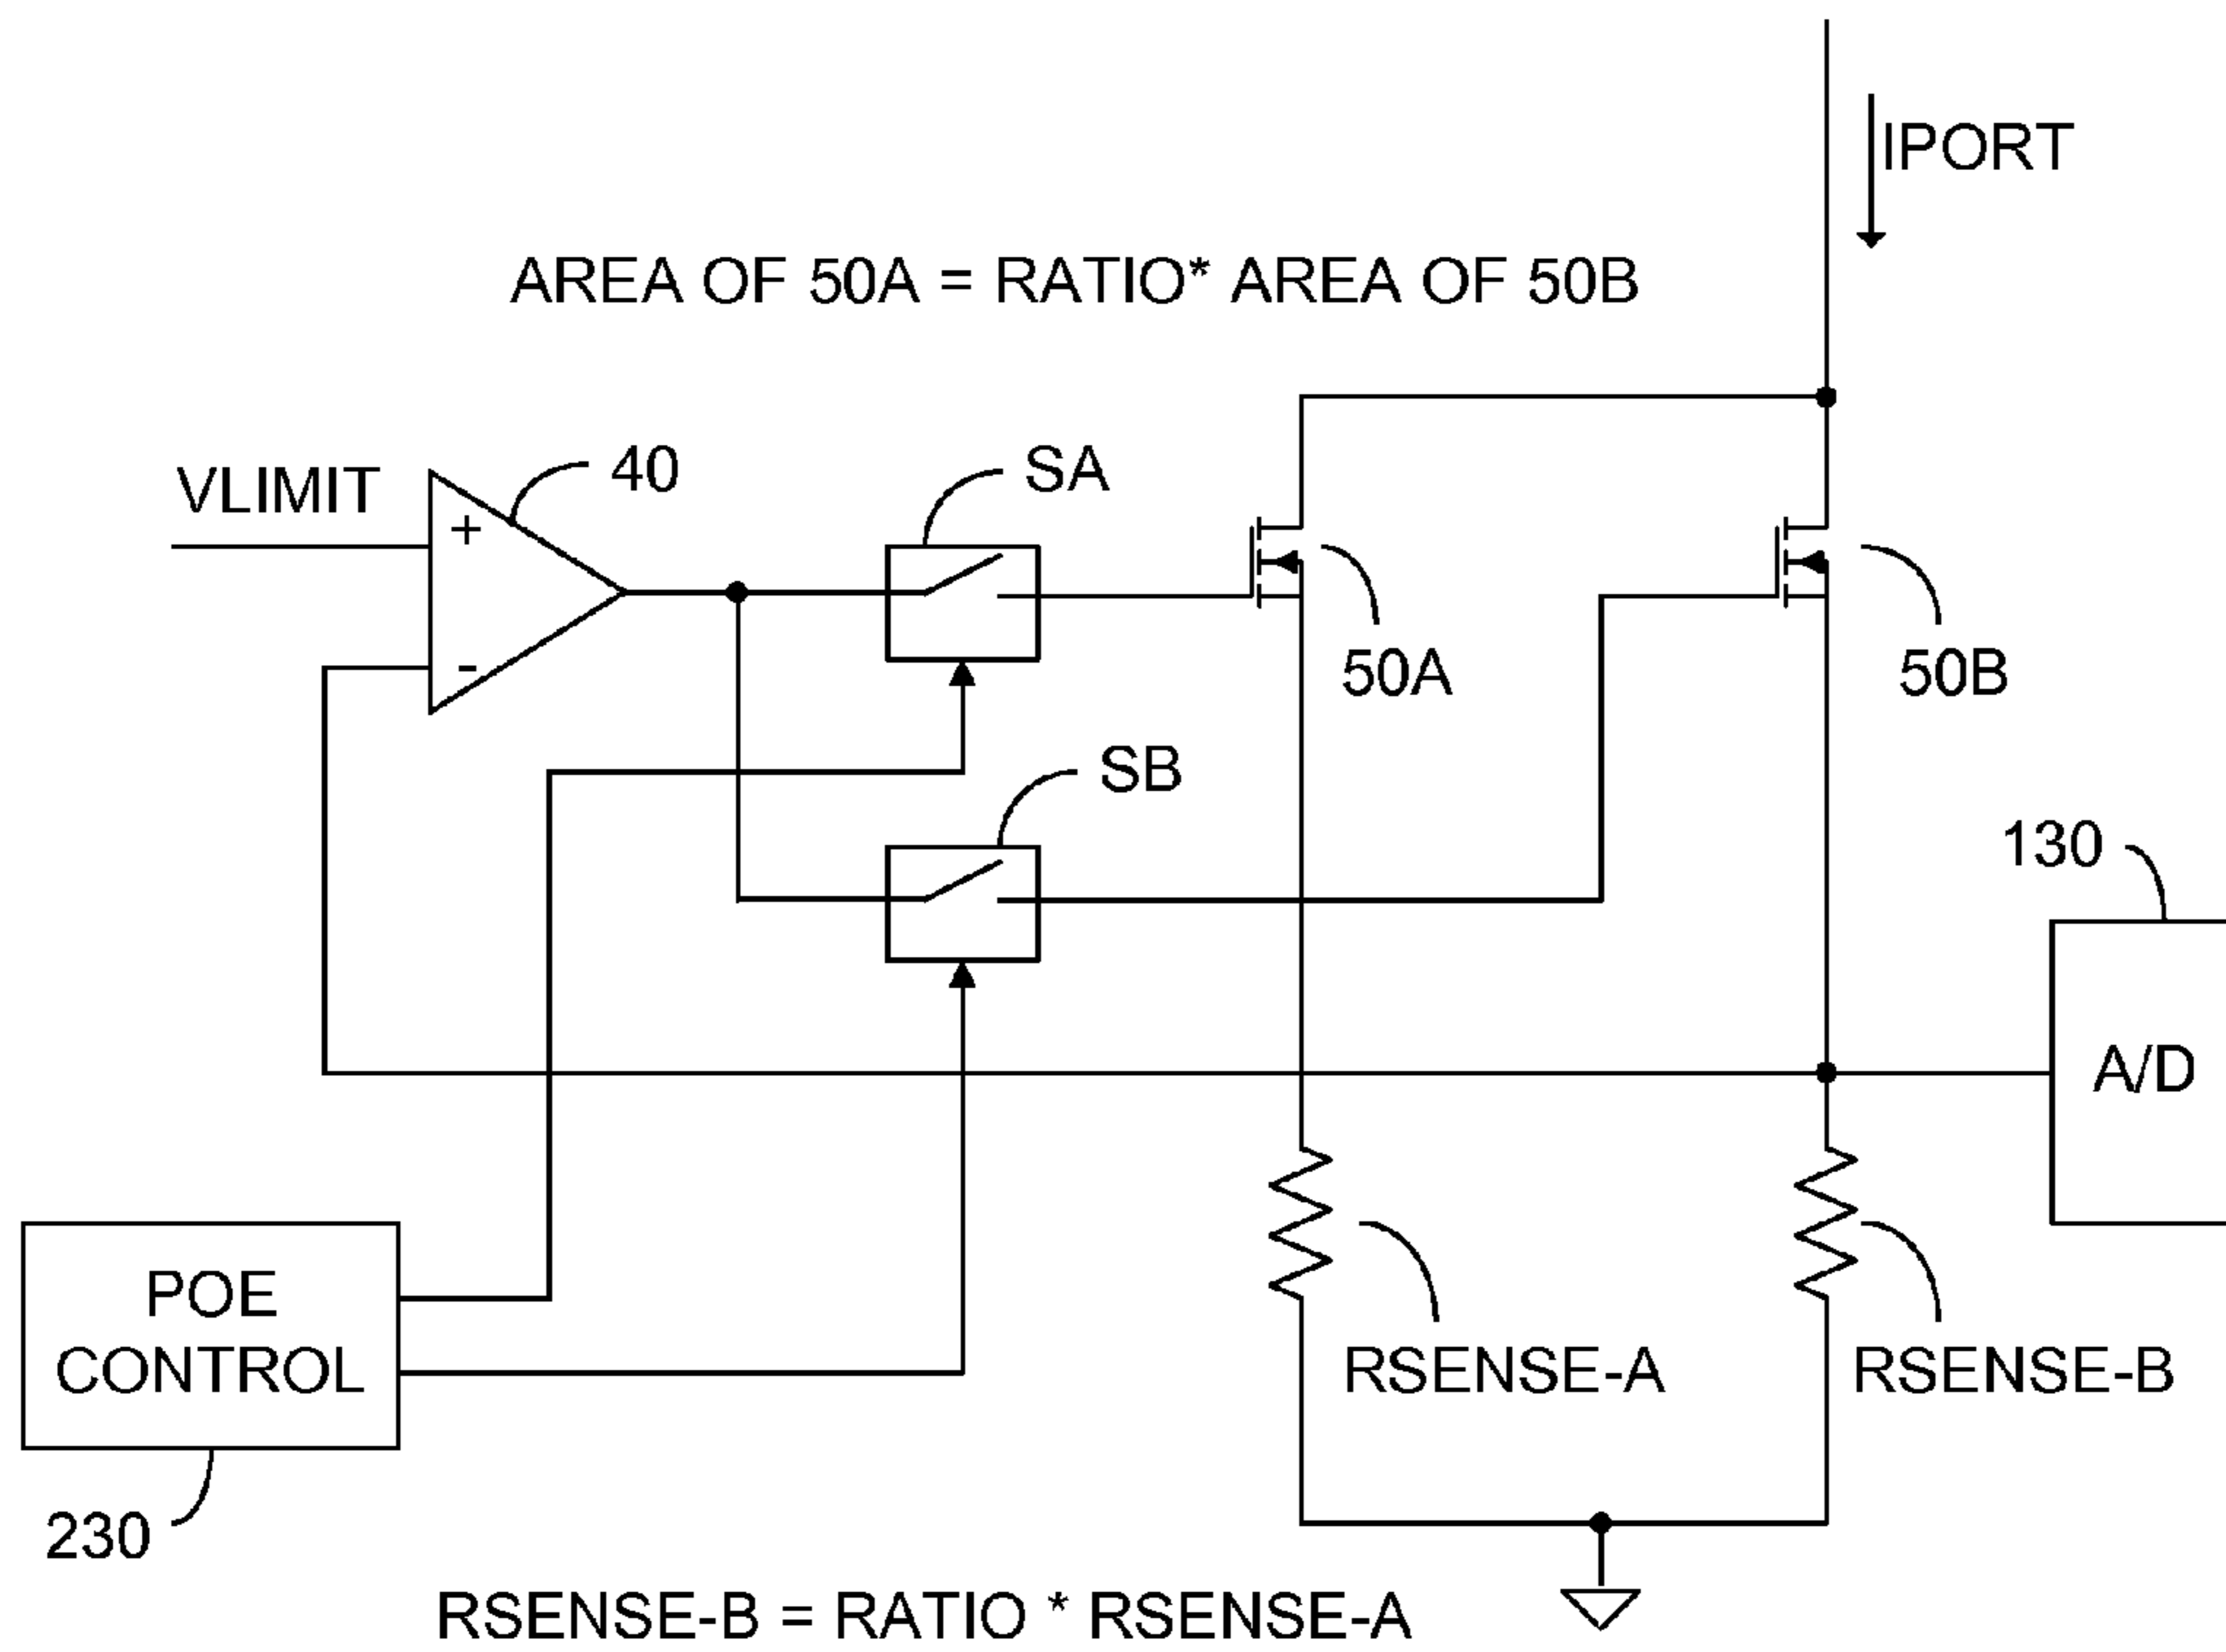 IPORT
AREA OF 50A = RATIO* AREA OF 50B
VLIMIT
40
SA
+
-
50A
50B
SB
130
A/D
POE
CONTROL
RSENSE-A
RSENSE-B
230
RSENSE-B = RATIO * RSENSE-A